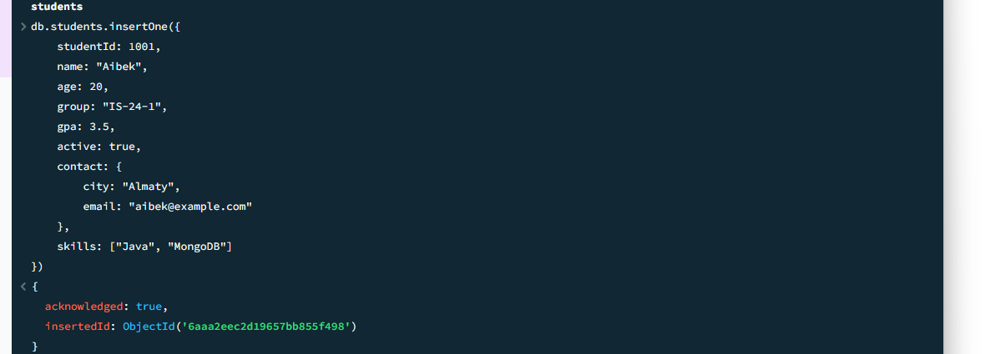 students
> db.students.insertOne({
studentId: 1001,
name: "Aibek",
age: 20,
group: "IS-24-1",
gpa: 3.5,
active: true,
contact: {
city: "Almaty",
email: "aibek@example.com"
},
skills: ["Java", "MongoDB"]
})
< {
acknowledged: true,
insertedId: ObjectId('6aaa2eec2d19657bb855f498')
}